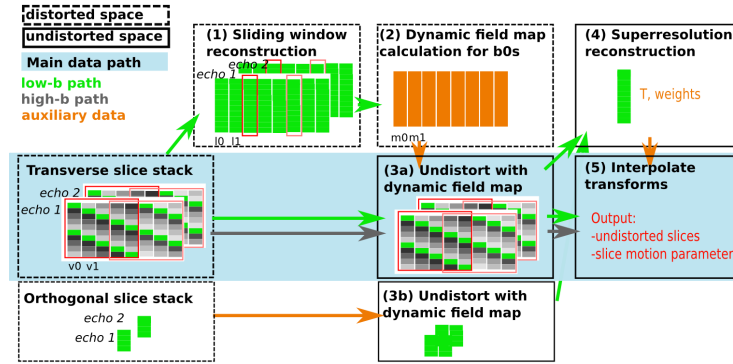 distorted space
undistorted space
Main data path
low-b path
high-b path
auxiliary data
(1) Sliding window
reconstruction
echo 2
echo 1
l0 l1
(2) Dynamic field map
calculation for b0s
m0m1
(4) Superresolution
reconstruction
T, weights
Transverse slice stack
echo 2
echo 1
v0 v1
(3a) Undistort with
dynamic field map
(5) Interpolate
transforms
Output:
-undistorted slices
-slice motion parameter
Orthogonal slice stack
echo 2
echo 1
(3b) Undistort with
dynamic field map